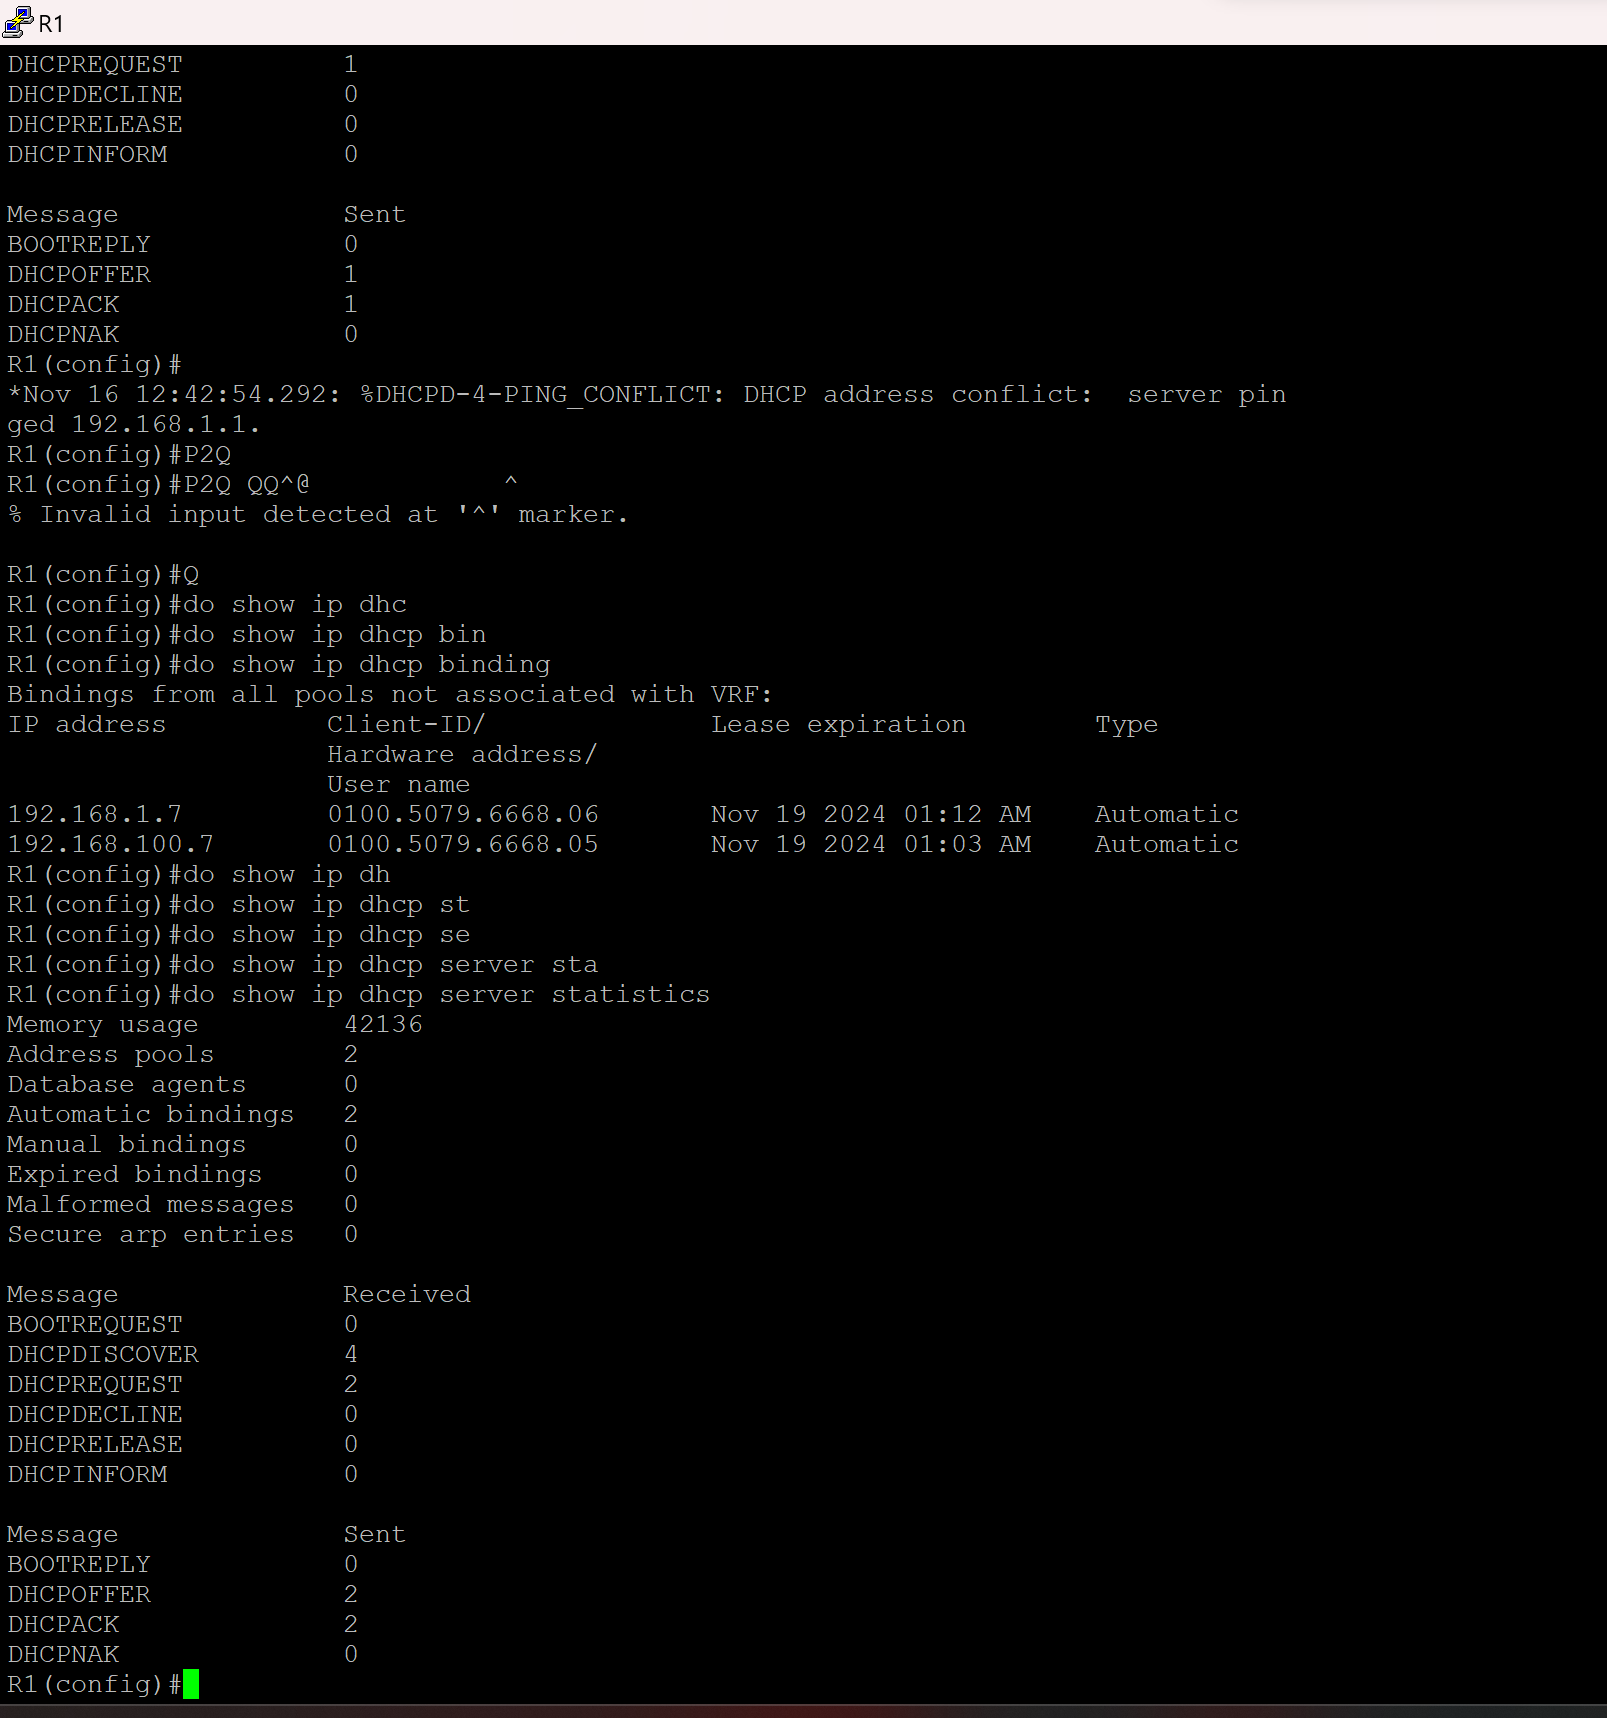 R1
DHCPREQUEST 1
DHCPDECLINE 0
DHCPRELEASE 0
DHCPINFORM 0
Message Sent
BOOTREPLY 0
DHCPOFFER 1
DHCPACK 1
DHCPNAK 0
R1(config)#
*Nov 16 12:42:54.292: %DHCPD-4-PING_CONFLICT: DHCP address conflict:  server pin
ged 192.168.1.1.
R1(config)#P2Q
R1(config)#P2Q QQ^@ ^
% Invalid input detected at '^' marker.
R1(config)#Q
R1(config)#do show ip dhc
R1(config)#do show ip dhcp bin
R1(config)#do show ip dhcp binding
Bindings from all pools not associated with VRF:
IP address Client-ID/ Lease expiration Type
Hardware address/
User name
192.168.1.7 0100.5079.6668.06 Nov 19 2024 01:12 AM Automatic
192.168.100.7 0100.5079.6668.05 Nov 19 2024 01:03 AM Automatic
R1(config)#do show ip dh
R1(config)#do show ip dhcp st
R1(config)#do show ip dhcp se
R1(config)#do show ip dhcp server sta
R1(config)#do show ip dhcp server statistics
Memory usage 42136
Address pools 2
Database agents 0
Automatic bindings 2
Manual bindings 0
Expired bindings 0
Malformed messages 0
Secure arp entries 0
Message Received
BOOTREQUEST 0
DHCPDISCOVER 4
DHCPREQUEST 2
DHCPDECLINE 0
DHCPRELEASE 0
DHCPINFORM 0
Message Sent
BOOTREPLY 0
DHCPOFFER 2
DHCPACK 2
DHCPNAK 0
R1(config)#